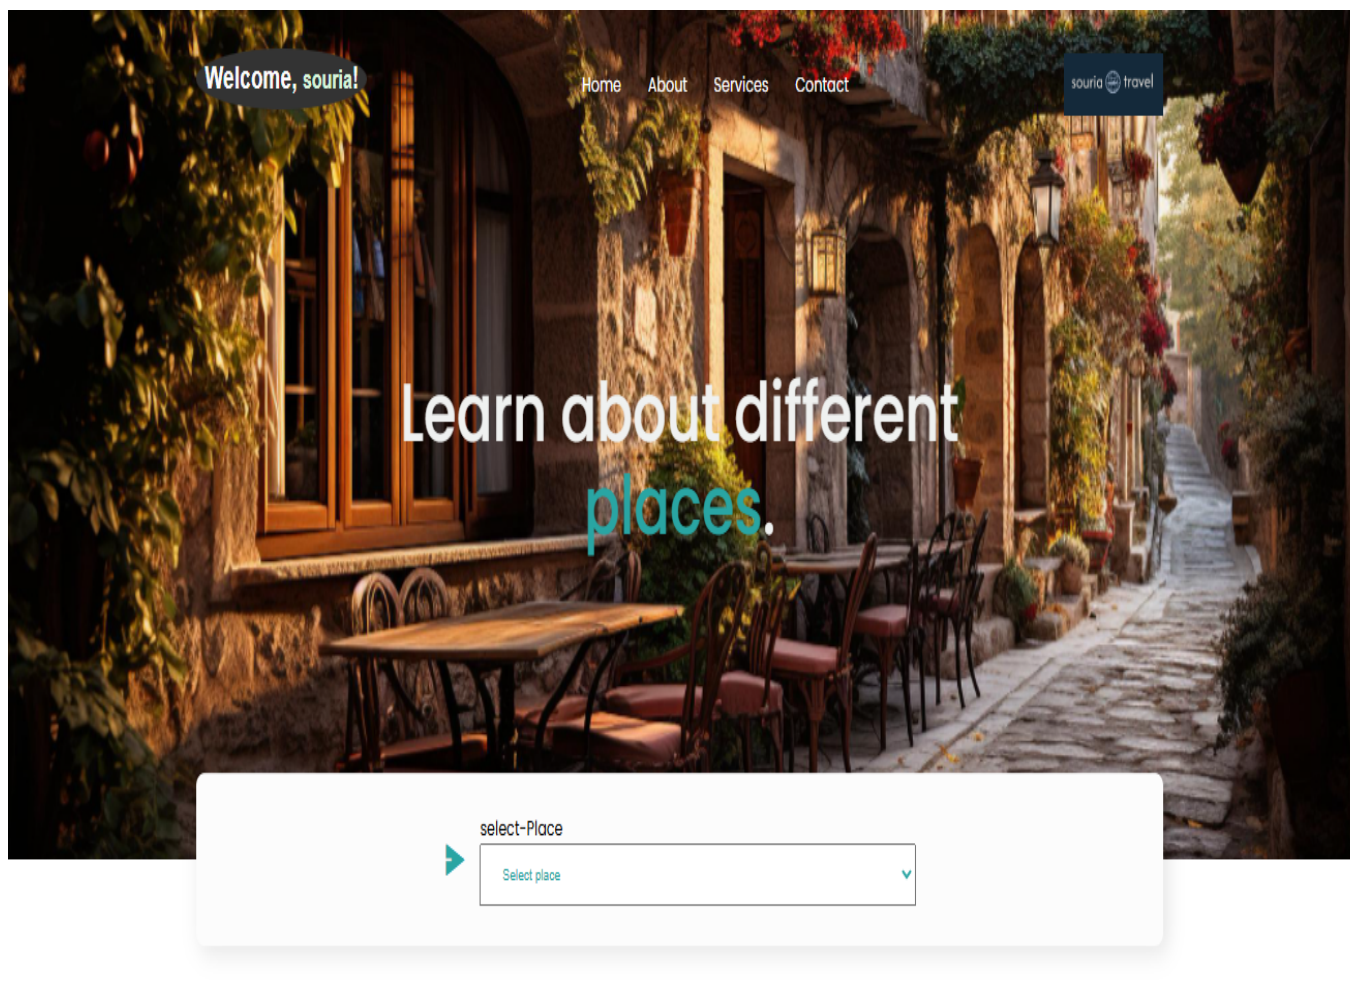 Welcome, souria!
Home About Services Contact
souria travel
Learn about different
places.
select-Place
Select place